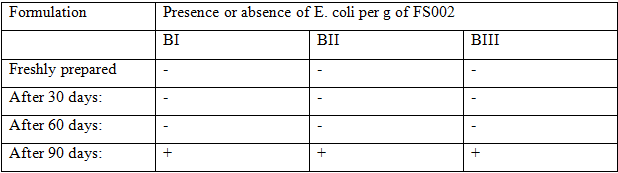 Formulation Presence or absence of E. coli per g of FS002
BI BII BIII
Freshly prepared - - -
After 30 days: - - -
After 60 days: - - -
After 90 days: + + +